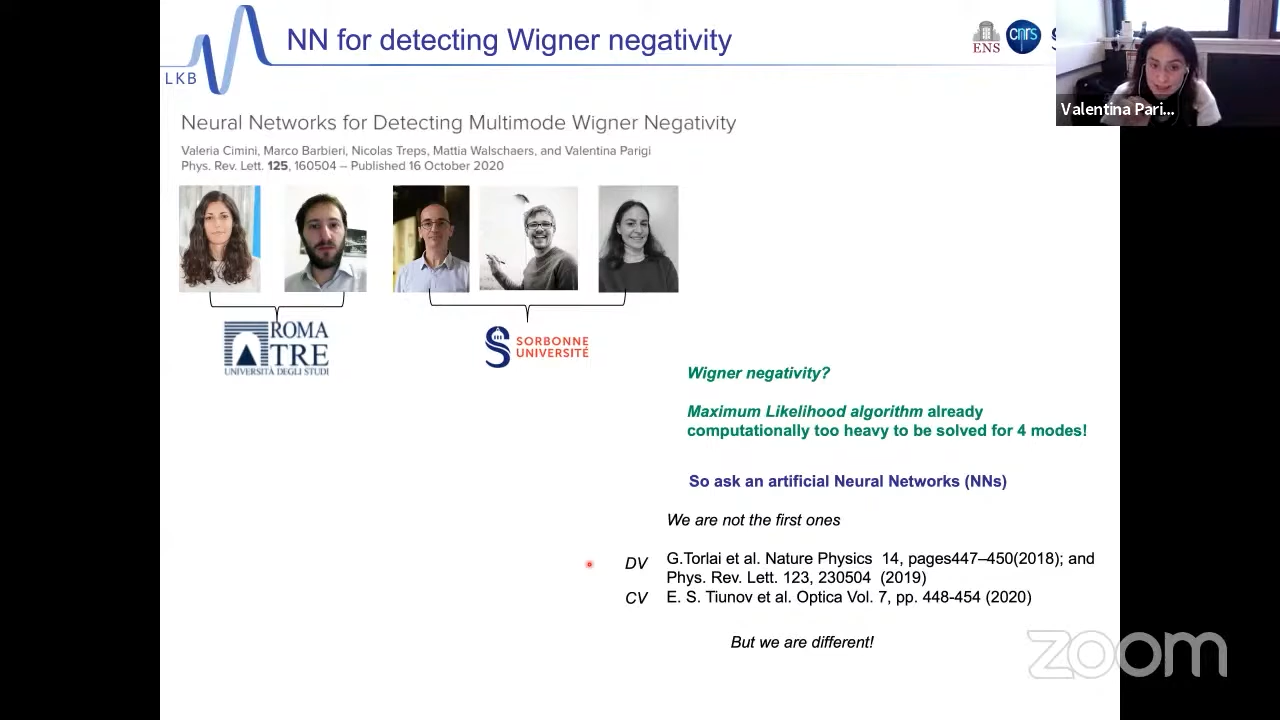 NN for detecting Wigner negativity
LKB
ENS
cnrs
Valentina Pari...
Neural Networks for Detecting Multimode Wigner Negativity
Valeria Cimini, Marco Barbieri, Nicolas Treps, Mattia Walschaers, and Valentina Parigi
Phys. Rev. Lett. 125, 160504 – Published 16 October 2020
ROMA
TRE
UNIVERSITÀ DEGLI STUDI
SORBONNE
UNIVERSITÉ
Wigner negativity?
Maximum Likelihood algorithm already
computationally too heavy to be solved for 4 modes!
So ask an artificial Neural Networks (NNs)
We are not the first ones
DV G.Torlai et al. Nature Physics 14, pages447–450(2018); and
Phys. Rev. Lett. 123, 230504 (2019)
CV E. S. Tiunov et al. Optica Vol. 7, pp. 448-454 (2020)
But we are different!
zoom